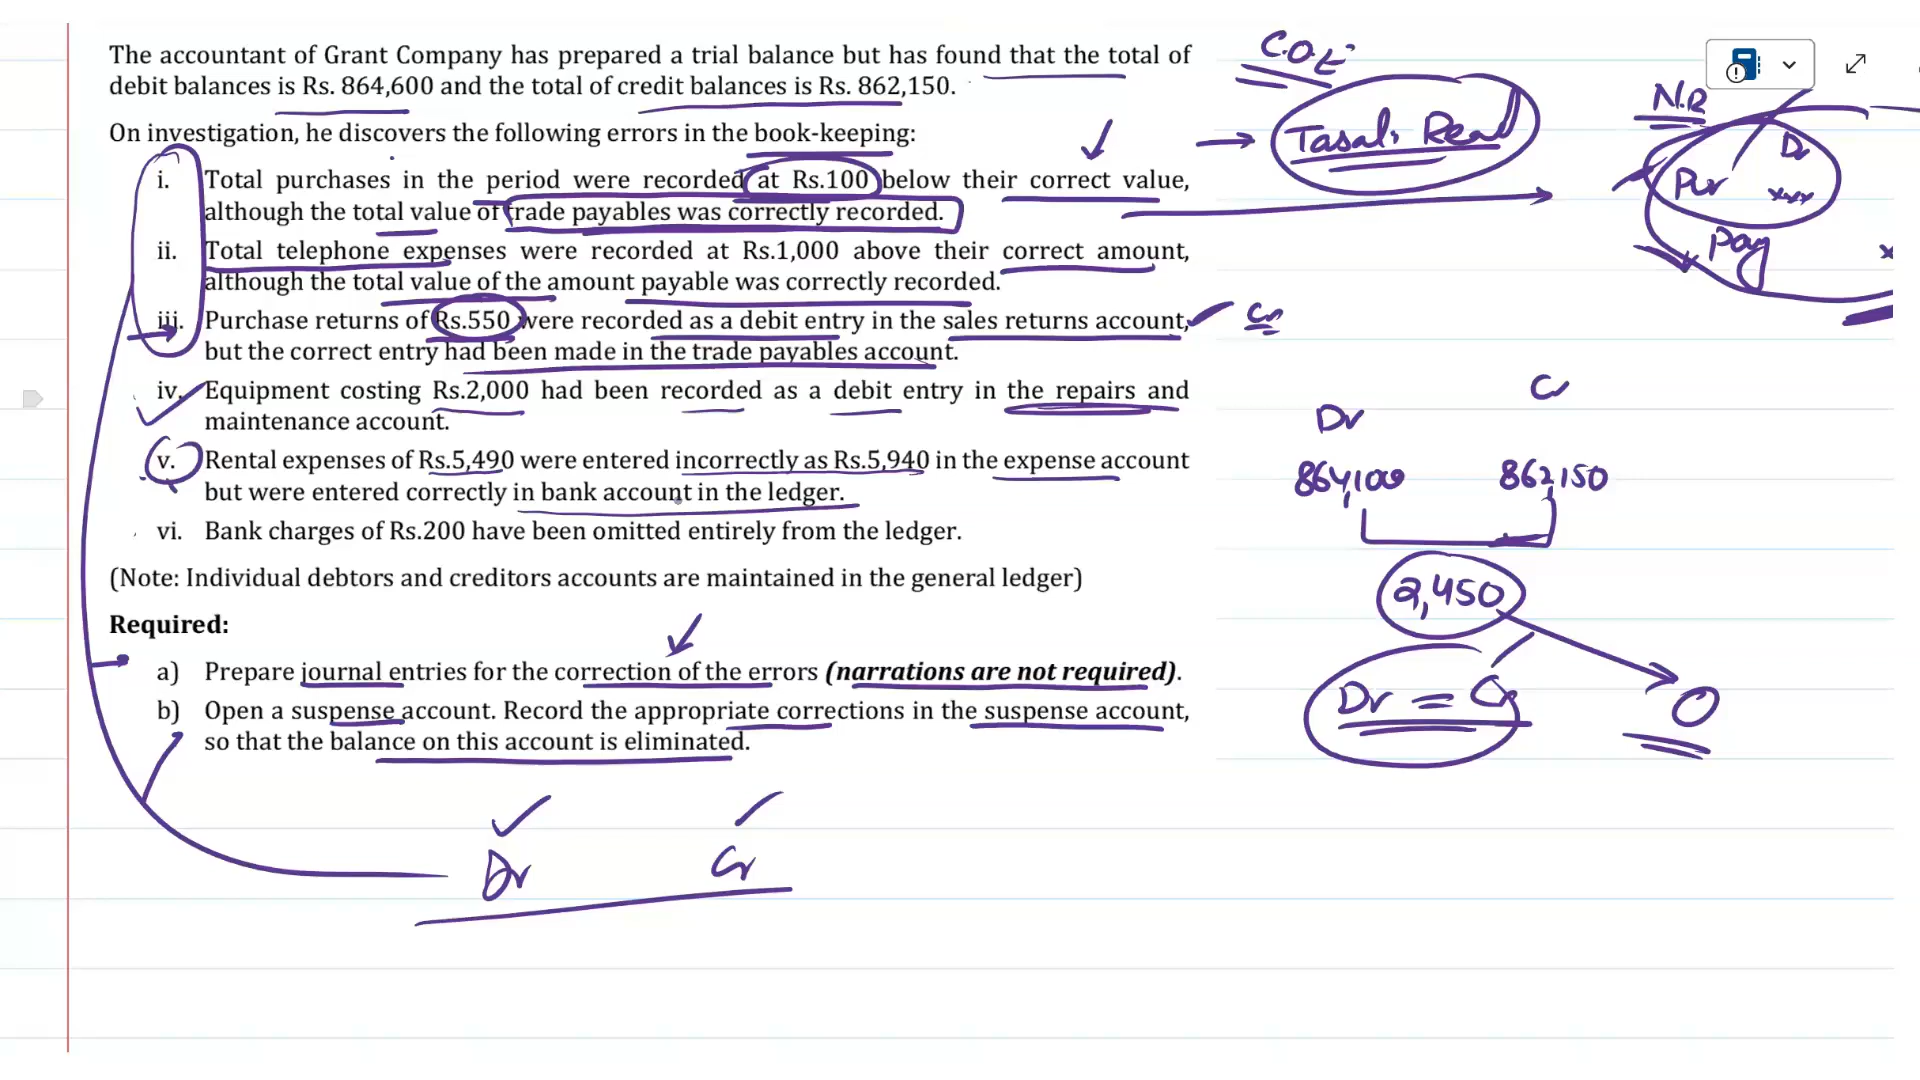 The accountant of Grant Company has prepared a trial balance but has found that the total of
debit balances is Rs. 864,600 and the total of credit balances is Rs. 862,150.
On investigation, he discovers the following errors in the book-keeping:
i. Total purchases in the period were recorded at Rs.100 below their correct value,
although the total value of trade payables was correctly recorded.
ii. Total telephone expenses were recorded at Rs.1,000 above their correct amount,
although the total value of the amount payable was correctly recorded.
iii. Purchase returns of Rs.550 were recorded as a debit entry in the sales returns account,
but the correct entry had been made in the trade payables account.
iv. Equipment costing Rs.2,000 had been recorded as a debit entry in the repairs and
maintenance account.
v. Rental expenses of Rs.5,490 were entered incorrectly as Rs.5,940 in the expense account
but were entered correctly in bank account in the ledger.
vi. Bank charges of Rs.200 have been omitted entirely from the ledger.
(Note: Individual debtors and creditors accounts are maintained in the general ledger)
Required:
a) Prepare journal entries for the correction of the errors (narrations are not required).
b) Open a suspense account. Record the appropriate corrections in the suspense account,
so that the balance on this account is eliminated.
Dr Cr
C.O.E
Tasali Read
N.R
Dr
Pur xxx
Pay
Cr
Dr Cr
864,100 862,150
2,450
Dr = Cr
0